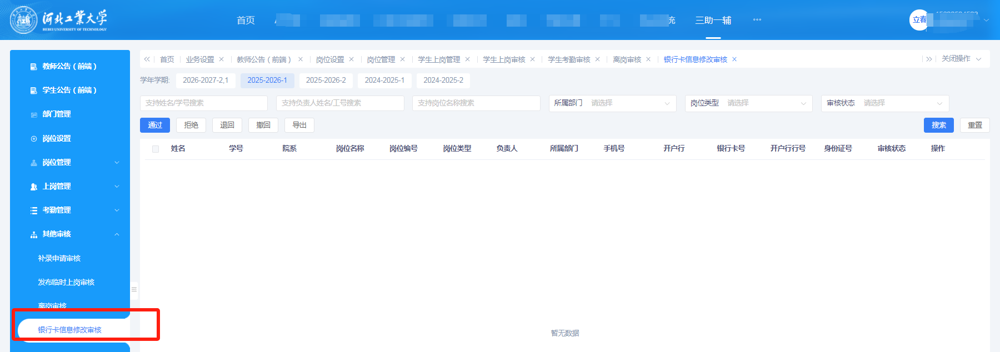 河北工業大学
HEBEI UNIVERSITY OF TECHNOLOGY
首页
统
三助一辅
立春
教师公告（前端）
学生公告（前端）
部门管理
岗位设置
岗位管理
上岗管理
考勤管理
其他审核
补录申请审核
发布临时上岗审核
离岗审核
银行卡信息修改审核
首页 业务设置 教师公告（前端） 岗位设置 岗位管理 学生上岗管理 学生上岗审核 学生考勤审核 离岗审核 银行卡信息修改审核 关闭操作
学年学期: 2026-2027-2,1 2025-2026-1 2025-2026-2 2024-2025-1 2024-2025-2
支持姓名/学号搜索 支持负责人姓名/工号搜索 支持岗位名称搜索 所属部门 请选择 岗位类型 请选择 审核状态 请选择
通过 拒绝 退回 撤回 导出 搜索 重置
姓名 学号 院系 岗位名称 岗位编号 岗位类型 负责人 所属部门 手机号 开户行 银行卡号 开户行行号 身份证号 审核状态 操作
暂无数据